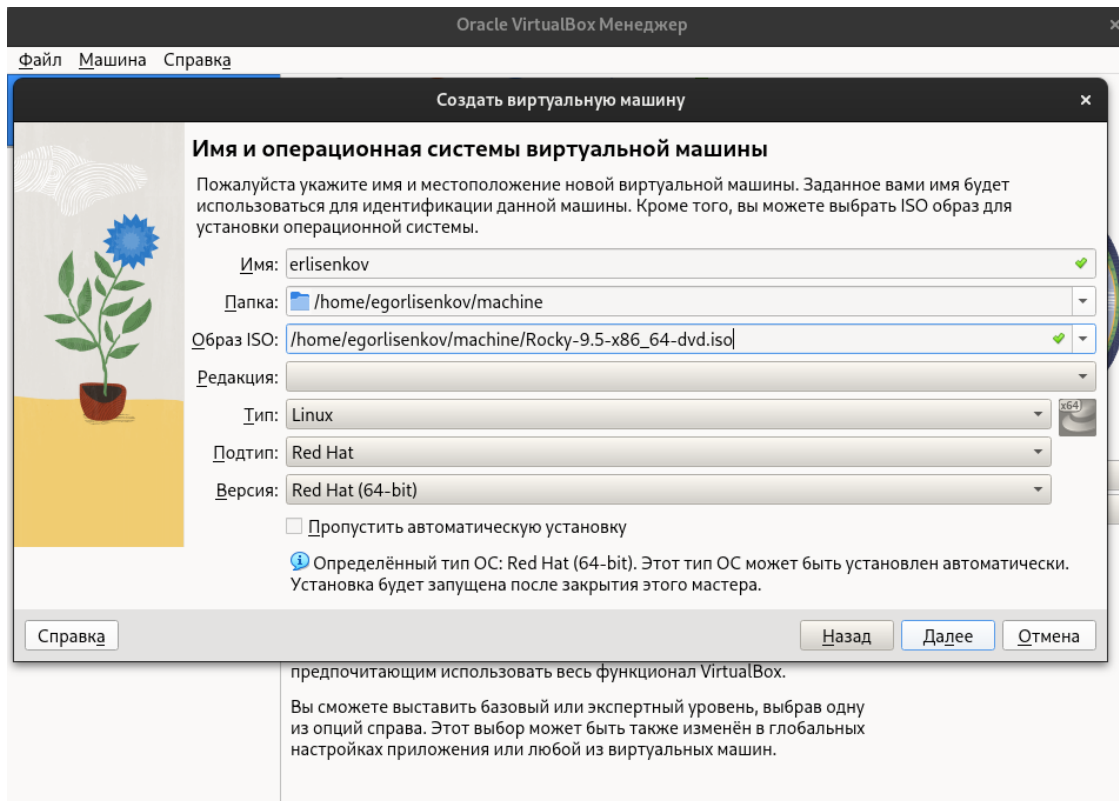 Oracle VirtualBox Менеджер
Файл Машина Справка
Создать виртуальную машину
Имя и операционная системы виртуальной машины
Пожалуйста укажите имя и местоположение новой виртуальной машины. Заданное вами имя будет
использоваться для идентификации данной машины. Кроме того, вы можете выбрать ISO образ для
установки операционной системы.
Имя: erlisenkov
Папка: /home/egorlisenkov/machine
Образ ISO: /home/egorlisenkov/machine/Rocky-9.5-x86_64-dvd.iso
Редакция:
Тип: Linux x64
Подтип: Red Hat
Версия: Red Hat (64-bit)
Пропустить автоматическую установку
Определённый тип ОС: Red Hat (64-bit). Этот тип ОС может быть установлен автоматически.
Установка будет запущена после закрытия этого мастера.
Справка Назад Далее Отмена
предпочитающим использовать весь функционал VirtualBox.
Вы сможете выставить базовый или экспертный уровень, выбрав одну
из опций справа. Этот выбор может быть также изменён в глобальных
настройках приложения или любой из виртуальных машин.